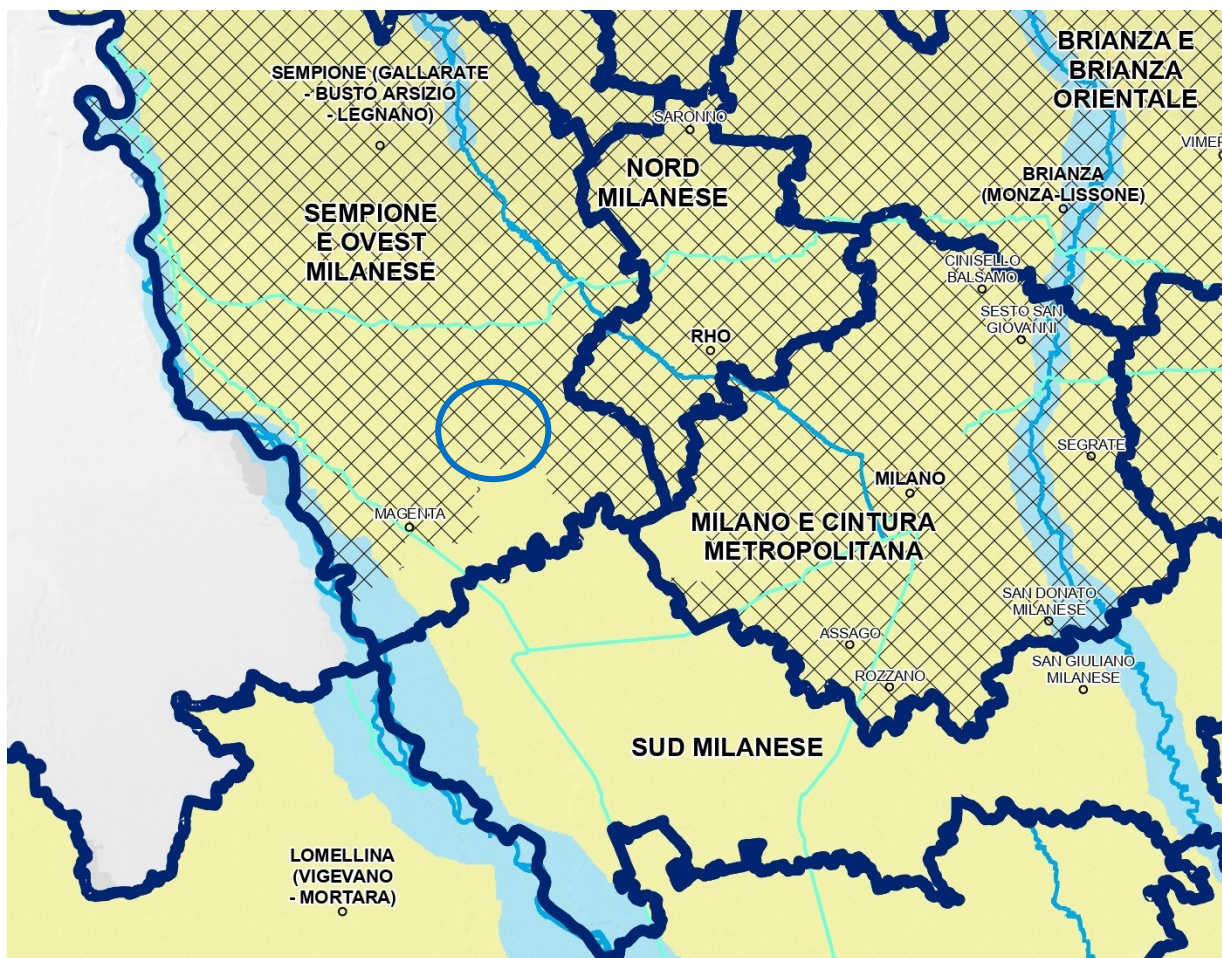 BRIANZA E
BRIANZA
ORIENTALE
SEMPIONE (GALLARATE
- BUSTO ARSIZIO
- LEGNANO)
SARONNO
VIMER
NORD
MILANESE
BRIANZA
(MONZA-LISSONE)
SEMPIONE
E OVEST
MILANESE
CINISELLO
BALSAMO
SESTO SAN
GIOVANNI
RHO
SEGRATE
MILANO
MAGENTA
MILANO E CINTURA
METROPOLITANA
SAN DONATO
MILANESE
ASSAGO
SAN GIULIANO
MILANESE
ROZZANO
SUD MILANESE
LOMELLINA
(VIGEVANO
- MORTARA)